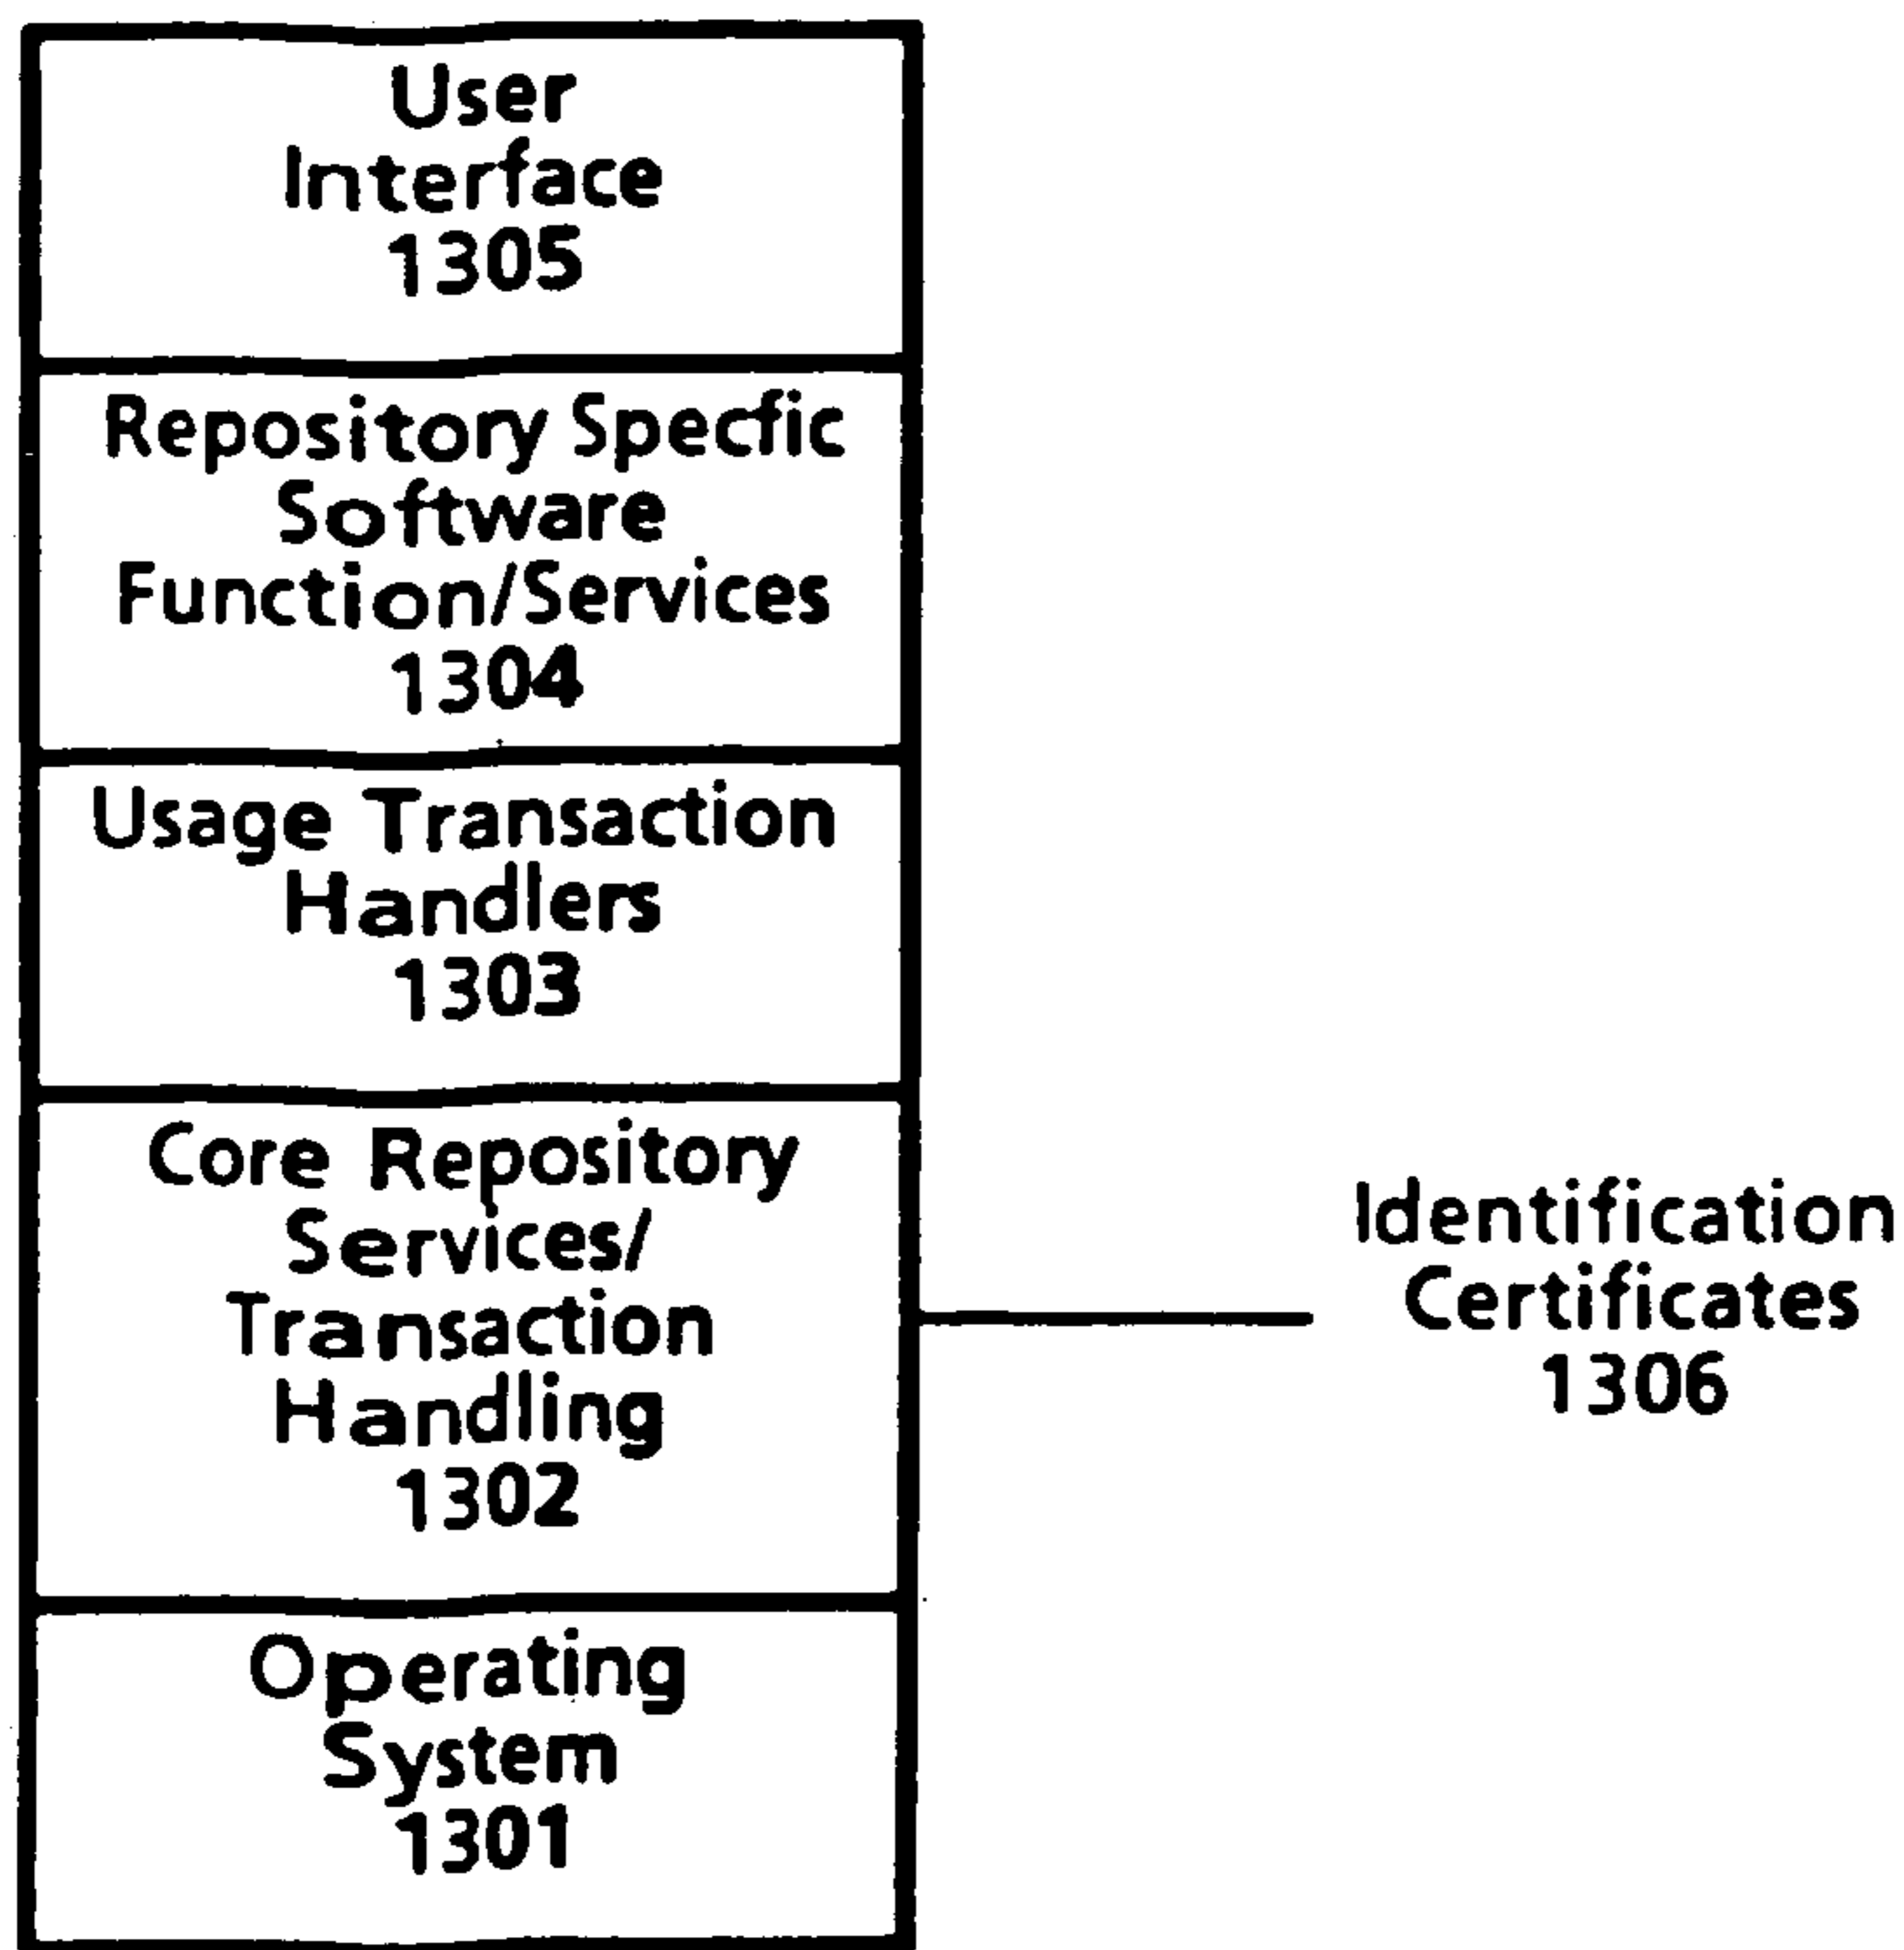 User
Interface
1305
Repository Specfic
Software
Function/Services
1304
Usage Transaction
Handlers
1303
Core Repository
Services/
Transaction
Handling
1302
Identification
Certificates
1306
Operating
System
1301